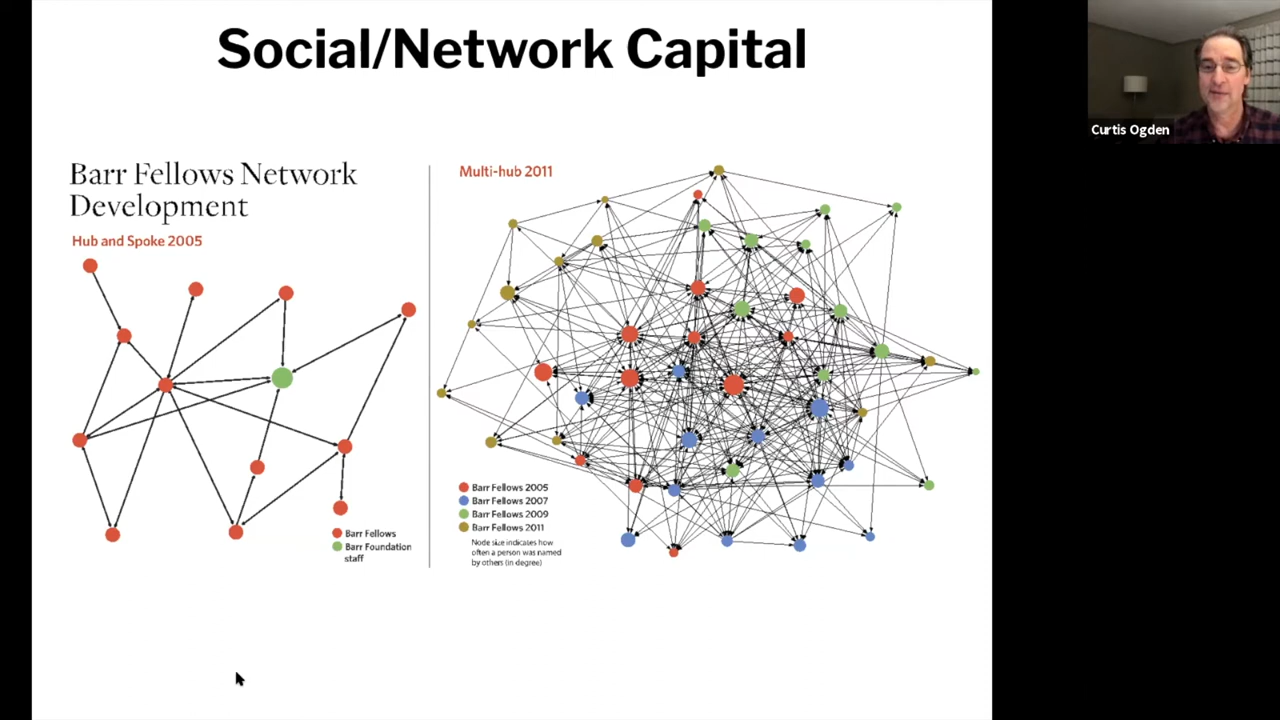 Social/Network Capital
Barr Fellows Network
Development
Hub and Spoke 2005
Barr Fellows
Barr Foundation
staff
Multi-hub 2011
Barr Fellows 2005
Barr Fellows 2007
Barr Fellows 2009
Barr Fellows 2011
Node size indicates how
often a person was named
by others (in degree)
Curtis Ogden